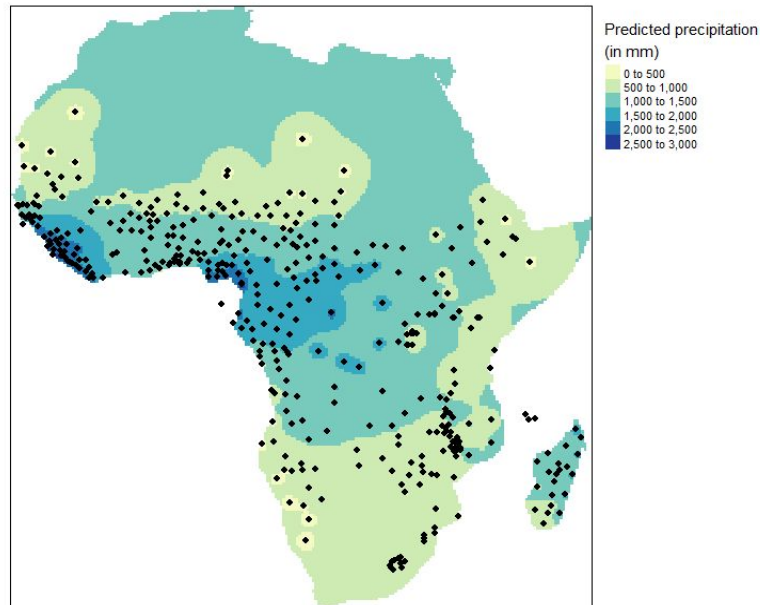 Predicted precipitation
(in mm)
0 to 500
500 to 1,000
1,000 to 1,500
1,500 to 2,000
2,000 to 2,500
2,500 to 3,000